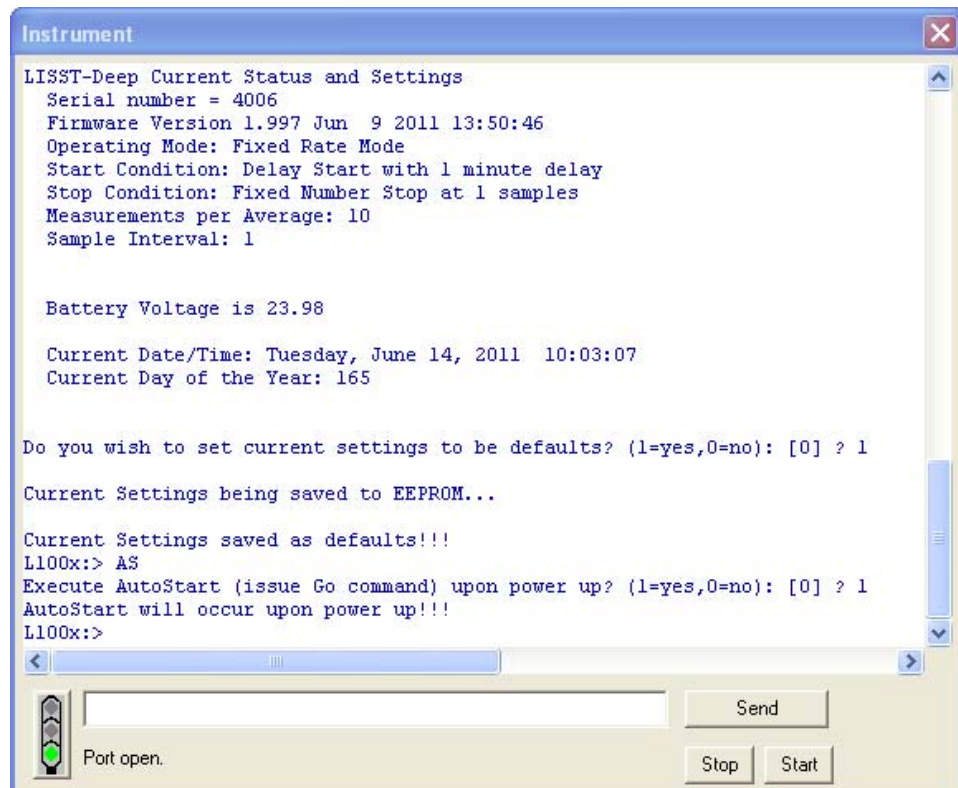 Instrument
LISST-Deep Current Status and Settings
Serial number = 4006
Firmware Version 1.997 Jun  9 2011 13:50:46
Operating Mode: Fixed Rate Mode
Start Condition: Delay Start with 1 minute delay
Stop Condition: Fixed Number Stop at 1 samples
Measurements per Average: 10
Sample Interval: 1
Battery Voltage is 23.98
Current Date/Time: Tuesday, June 14, 2011  10:03:07
Current Day of the Year: 165
Do you wish to set current settings to be defaults? (1=yes,0=no): [0] ? 1
Current Settings being saved to EEPROM...
Current Settings saved as defaults!!!
L100x:> AS
Execute AutoStart (issue Go command) upon power up? (1=yes,0=no): [0] ? 1
AutoStart will occur upon power up!!!
L100x:>
Send
Port open.
Stop Start